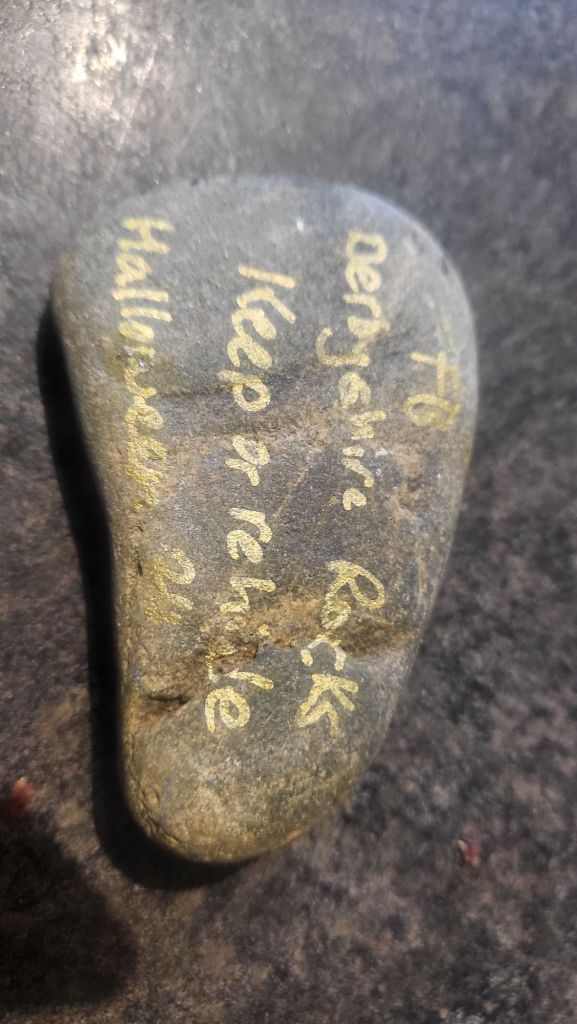 FB
Derbyshire Rocks
Keep or rehide
Halloween 24